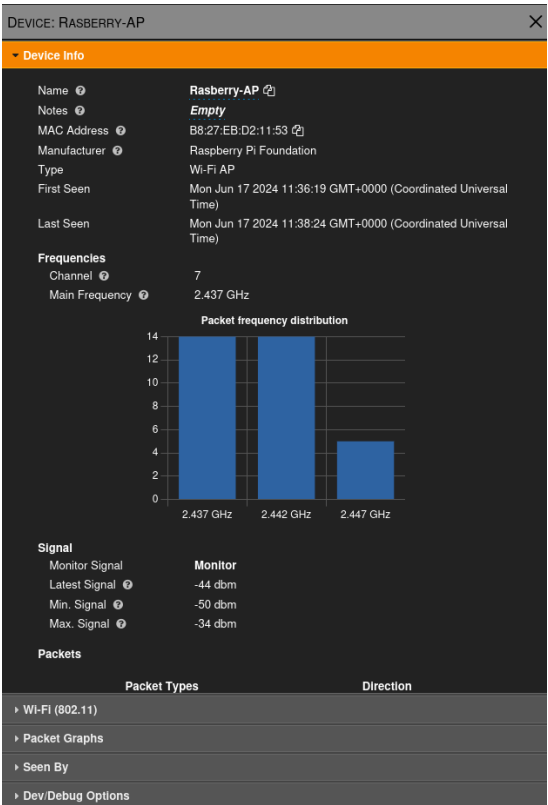 DEVICE: RASBERRY-AP
Device Info
Name Rasberry-AP
Notes Empty
MAC Address B8:27:EB:D2:11:53
Manufacturer Raspberry Pi Foundation
Type Wi-Fi AP
First Seen Mon Jun 17 2024 11:36:19 GMT+0000 (Coordinated Universal
Time)
Last Seen Mon Jun 17 2024 11:38:24 GMT+0000 (Coordinated Universal
Time)
Frequencies
Channel 7
Main Frequency 2.437 GHz
Packet frequency distribution
14
12
10
8
6
4
2
0
2.437 GHz 2.442 GHz 2.447 GHz
Signal
Monitor Signal Monitor
Latest Signal -44 dbm
Min. Signal -50 dbm
Max. Signal -34 dbm
Packets
Packet Types Direction
Wi-Fi (802.11)
Packet Graphs
Seen By
Dev/Debug Options